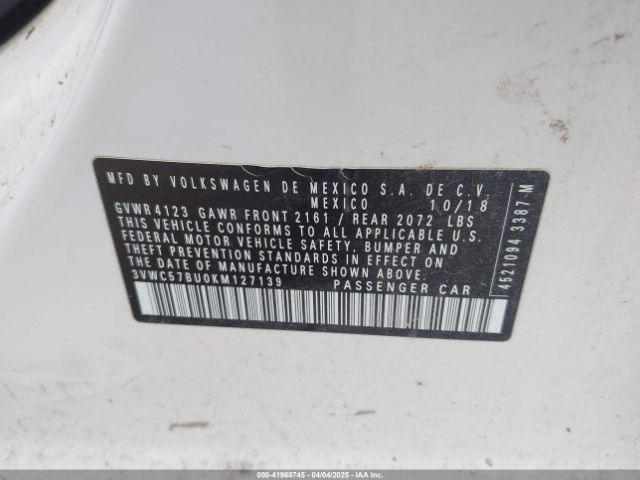 MFD BY VOLKSWAGEN DE MEXICO S.A. DE C.V.
MEXICO 10/18
GVWR 4123 GAWR FRONT 2161 / REAR 2072 LBS
THIS VEHICLE CONFORMS TO ALL APPLICABLE U.S.
FEDERAL MOTOR VEHICLE SAFETY, BUMPER AND
THEFT PREVENTION STANDARDS IN EFFECT ON
THE DATE OF MANUFACTURE SHOWN ABOVE.
3VWC57BU0KM127139 PASSENGER CAR
4521094 3387-M
000-41968745 04/04/2025 IAAI.CA